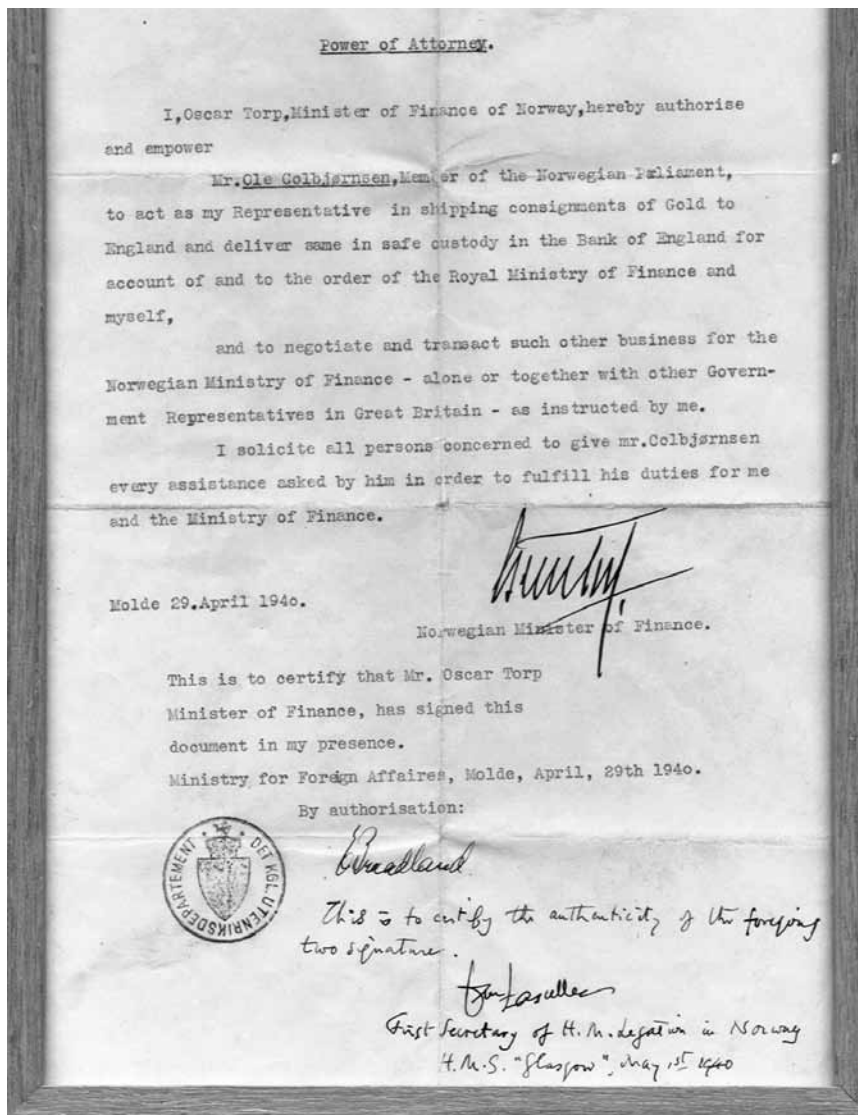 Power of Attorney.
I,Oscar Torp,Minister of Finance of Norway,hereby authorise
and empower
Mr.Ole Colbjørnsen,Member of the Norwegian Parliament,
to act as my Representative in shipping consignments of Gold to
England and deliver same in safe custody in the Bank of England for
account of and to the order of the Royal Ministry of Finance and
myself,
and to negotiate and transact such other business for the
Norwegian Ministry of Finance - alone or together with other Govern-
ment Representatives in Great Britain - as instructed by me.
I solicite all persons concerned to give mr.Colbjørnsen
every assistance asked by him in order to fulfill his duties for me
and the Ministry of Finance.
Molde 29.April 194o.
Norwegian Minister of Finance.
This is to certify that Mr. Oscar Torp
Minister of Finance, has signed this
document in my presence.
Ministry for Foreign Affaires, Molde, April, 29th 194o.
By authorisation:
DET KGL. UTENRIKSDEPARTEMENT
This is to certify the authenticity of the foregoing
two signature.
First Secretary of H.M. Legation in Norway
H.M.S. "Glasgow", May 1st 1940